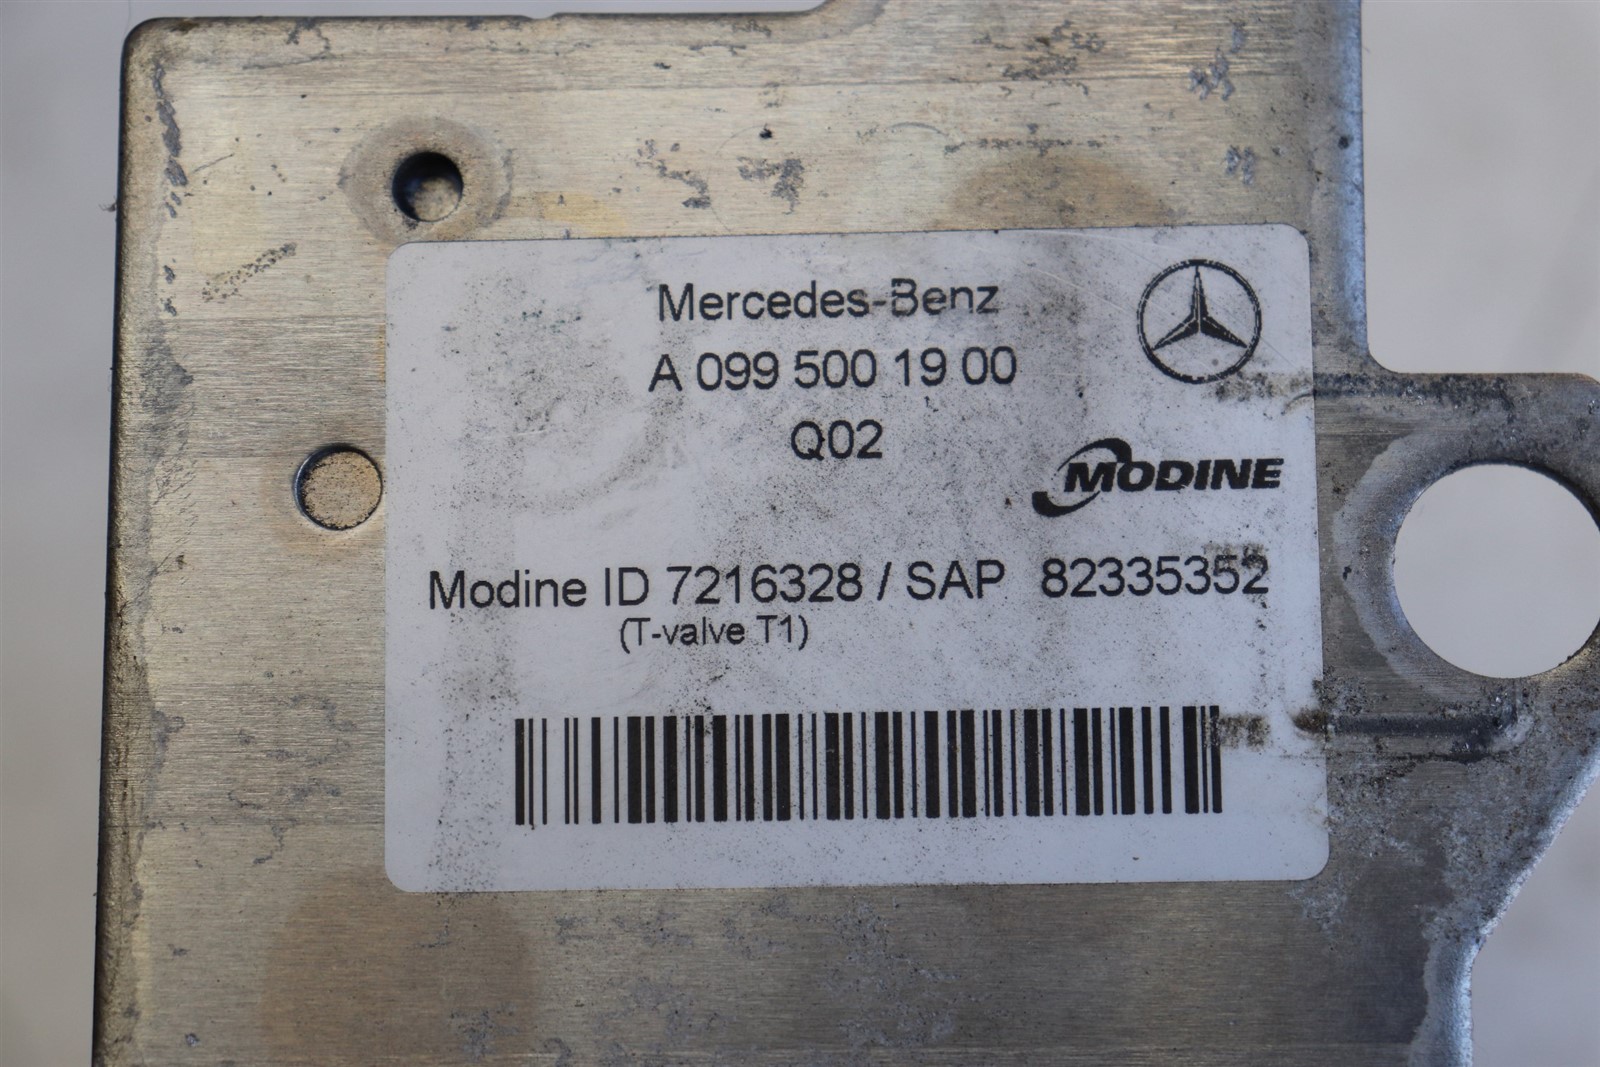 Mercedes-Benz
A 099 500 19 00
Q02
MODINE
Modine ID 7216328 / SAP 82335352
(T-valve T1)